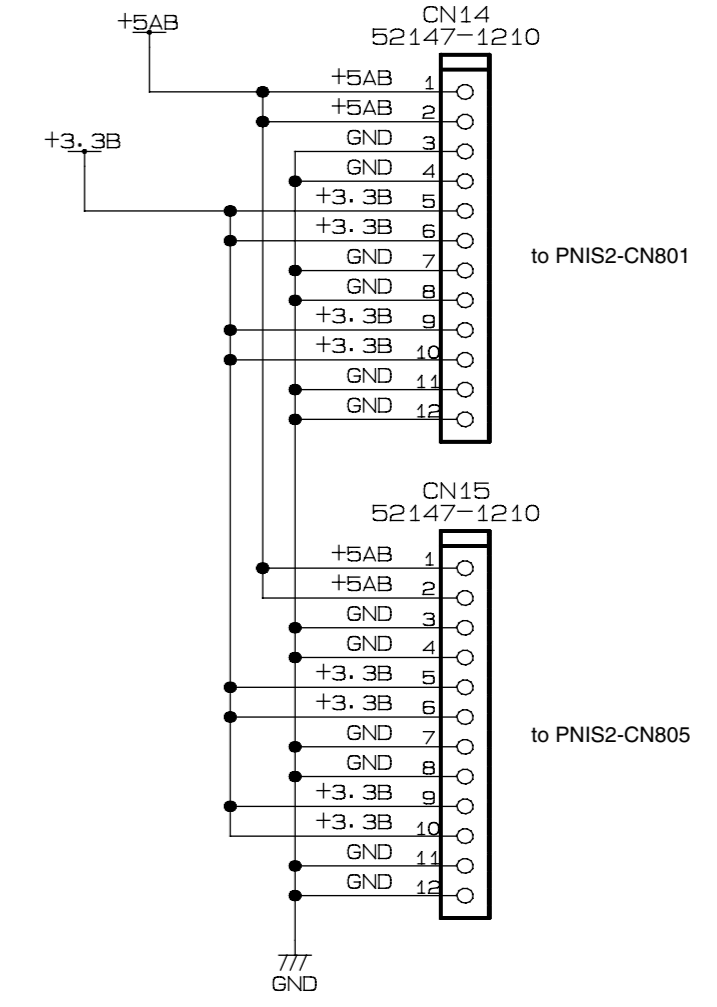 +5AB
+3.3B
CN14
52147-1210
+5AB 1
+5AB 2
GND 3
GND 4
+3.3B 5
+3.3B 6
GND 7
GND 8
+3.3B 9
+3.3B 10
GND 11
GND 12
to PNIS2-CN801
CN15
52147-1210
+5AB 1
+5AB 2
GND 3
GND 4
+3.3B 5
+3.3B 6
GND 7
GND 8
+3.3B 9
+3.3B 10
GND 11
GND 12
to PNIS2-CN805
GND